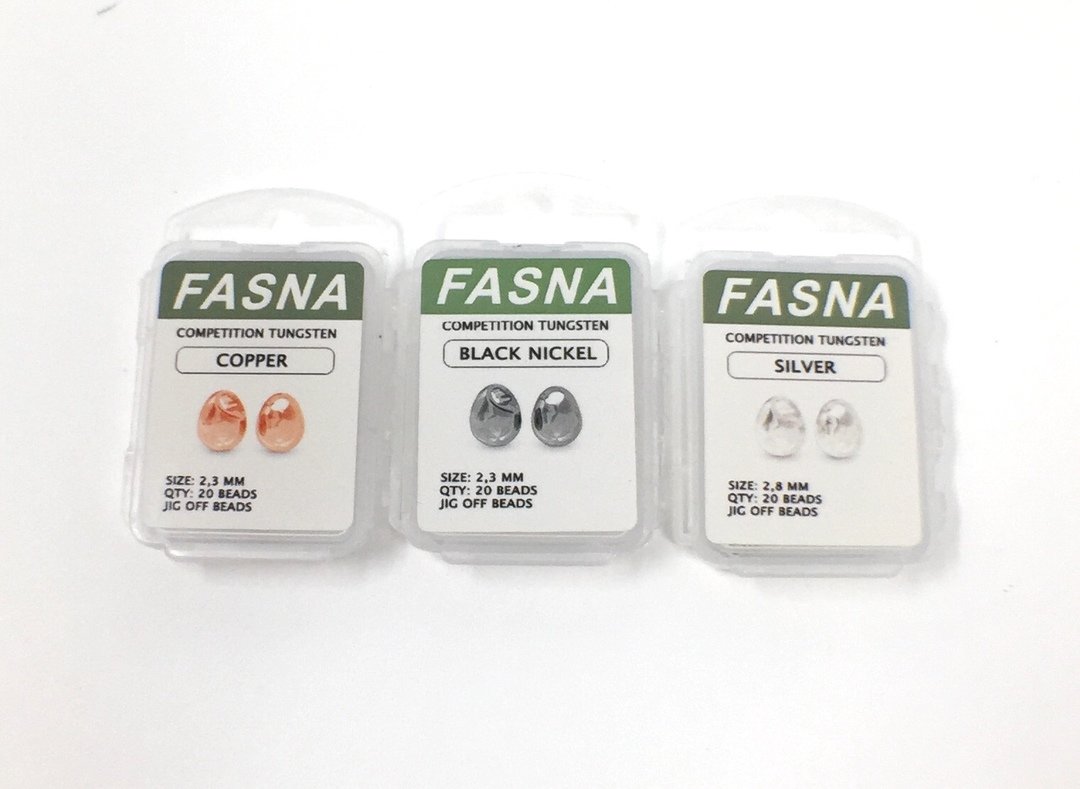 FASNA
COMPETITION TUNGSTEN
COPPER
SIZE: 2,3 MM
QTY: 20 BEADS
JIG OFF BEADS
FASNA
COMPETITION TUNGSTEN
BLACK NICKEL
SIZE: 2,3 MM
QTY: 20 BEADS
JIG OFF BEADS
FASNA
COMPETITION TUNGSTEN
SILVER
SIZE: 2,8 MM
QTY: 20 BEADS
JIG OFF BEADS